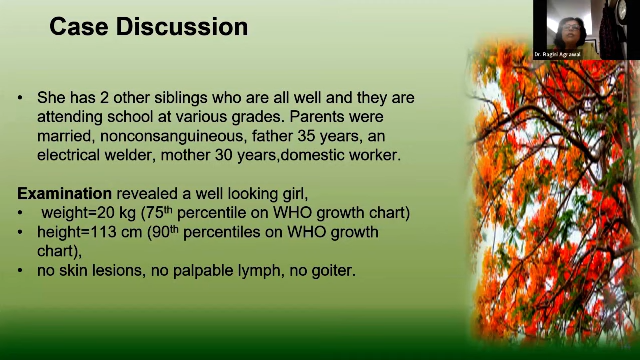 Case Discussion
Dr. Ragini Agrawal
• She has 2 other siblings who are all well and they are
attending school at various grades. Parents were
married, nonconsanguineous, father 35 years, an
electrical welder, mother 30 years,domestic worker.
Examination revealed a well looking girl,
• weight=20 kg (75th percentile on WHO growth chart)
• height=113 cm (90th percentiles on WHO growth
chart),
• no skin lesions, no palpable lymph, no goiter.